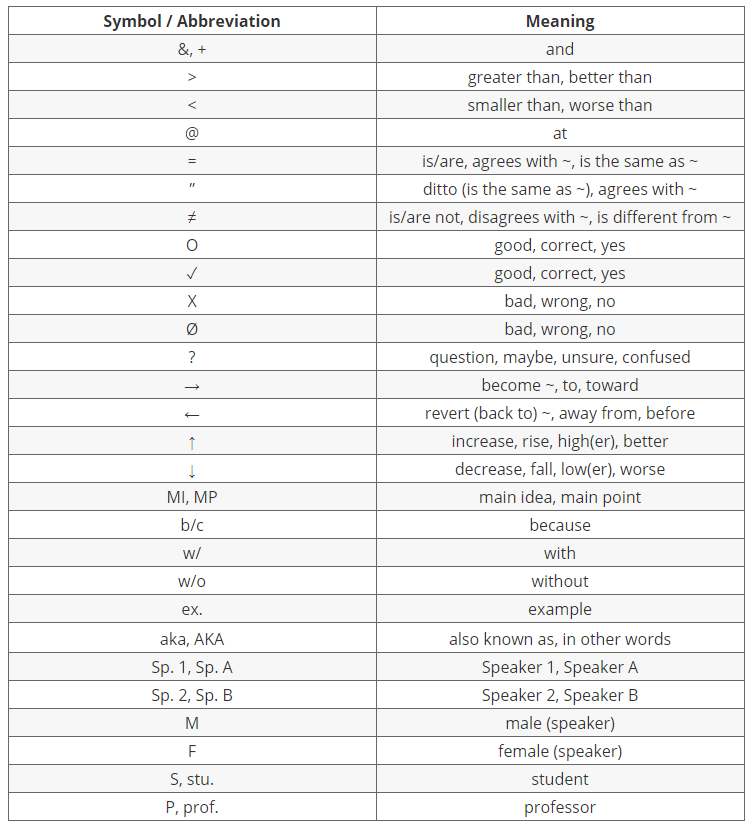 Symbol / Abbreviation Meaning
&, + and
> greater than, better than
< smaller than, worse than
@ at
= is/are, agrees with ~, is the same as ~
” ditto (is the same as ~), agrees with ~
≠ is/are not, disagrees with ~, is different from ~
O good, correct, yes
✓ good, correct, yes
X bad, wrong, no
Ø bad, wrong, no
? question, maybe, unsure, confused
→ become ~, to, toward
← revert (back to) ~, away from, before
↑ increase, rise, high(er), better
↓ decrease, fall, low(er), worse
MI, MP main idea, main point
b/c because
w/ with
w/o without
ex. example
aka, AKA also known as, in other words
Sp. 1, Sp. A Speaker 1, Speaker A
Sp. 2, Sp. B Speaker 2, Speaker B
M male (speaker)
F female (speaker)
S, stu. student
P, prof. professor